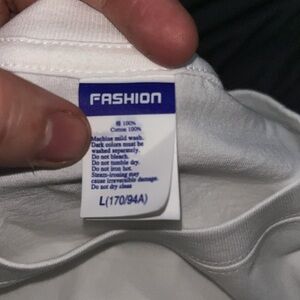 FASHION
棉 100%
Cotton 100%
Machine mild wash.
Dark colors must be
washed separately.
Do not bleach.
Do not tumble dry.
Do not iron hot.
Steam-ironing may
cause irreversible damage.
Do not dry clean
L(170/94A)